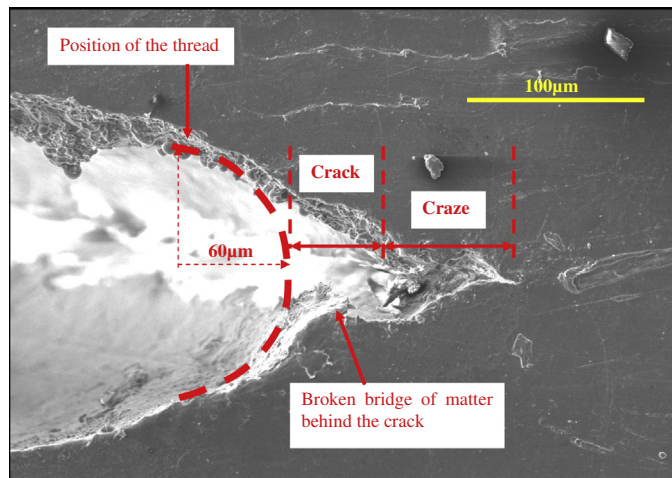 Position of the thread
100μm
Crack
Craze
60μm
Broken bridge of matter
behind the crack